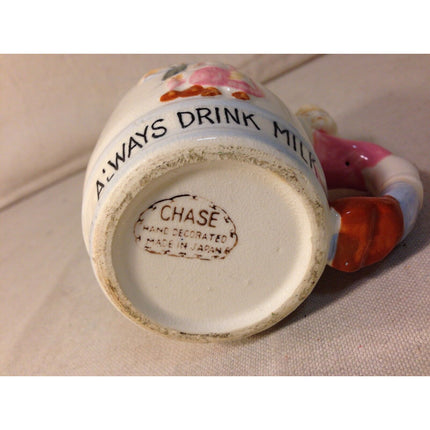 ALWAYS DRINK MILK
CHASE
HAND DECORATED
MADE IN JAPAN